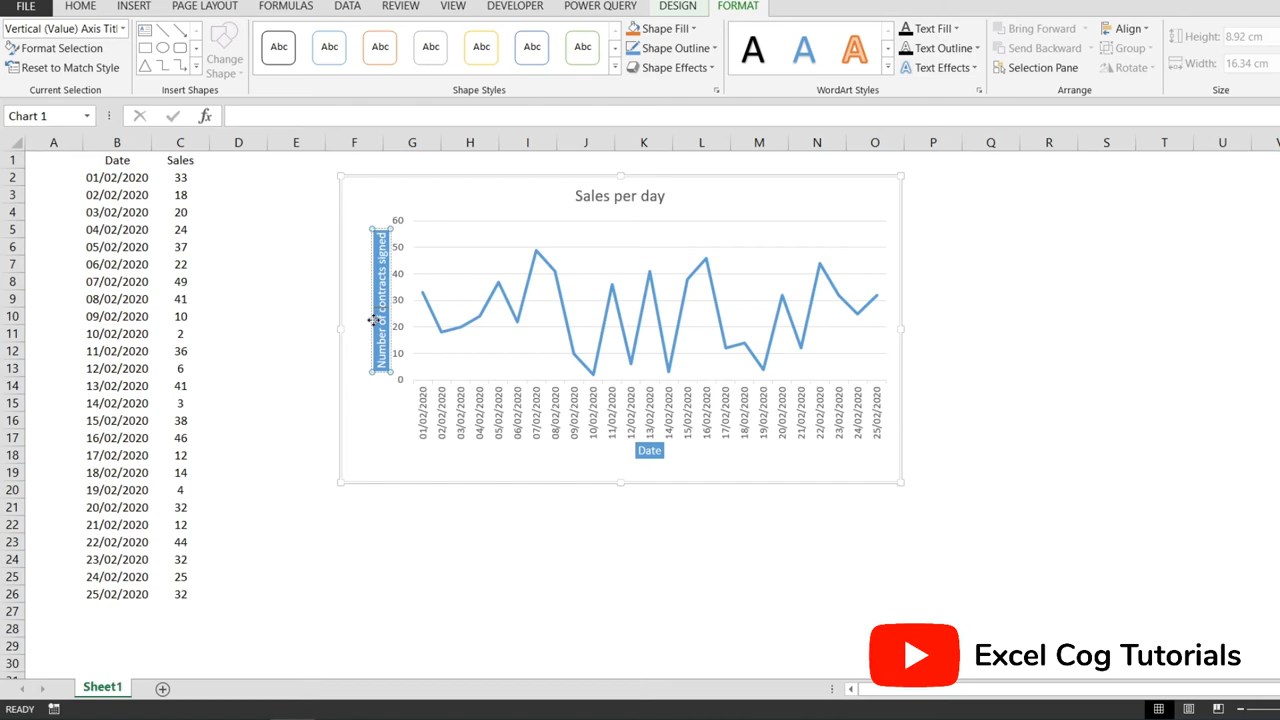 FILE HOME INSERT PAGE LAYOUT FORMULAS DATA REVIEW VIEW DEVELOPER POWER QUERY DESIGN FORMAT
Vertical (Value) Axis Titl
Format Selection
Reset to Match Style
Current Selection
Change
Shape
Insert Shapes
Abc Abc Abc Abc Abc Abc Abc
Shape Fill
Shape Outline
Shape Effects
Shape Styles
A A A
Text Fill
Text Outline
Text Effects
WordArt Styles
Bring Forward
Send Backward
Selection Pane
Align
Group
Rotate
Arrange
Height: 8.92 cm
Width: 16.34 cm
Size
Chart 1
fx
A B C D E F G H I J K L M N O P Q R S T U
1 Date Sales
2 01/02/2020 33
3 02/02/2020 18
4 03/02/2020 20
5 04/02/2020 24
6 05/02/2020 37
7 06/02/2020 22
8 07/02/2020 49
9 08/02/2020 41
10 09/02/2020 10
11 10/02/2020 2
12 11/02/2020 36
13 12/02/2020 6
14 13/02/2020 41
15 14/02/2020 3
16 15/02/2020 38
17 16/02/2020 46
18 17/02/2020 12
19 18/02/2020 14
20 19/02/2020 4
21 20/02/2020 32
22 21/02/2020 12
23 22/02/2020 44
24 23/02/2020 32
25 24/02/2020 25
26 25/02/2020 32
27
28
29
30
Sales per day
Number of contracts signed
60
50
40
30
20
10
0
01/02/2020
02/02/2020
03/02/2020
04/02/2020
05/02/2020
06/02/2020
07/02/2020
08/02/2020
09/02/2020
10/02/2020
11/02/2020
12/02/2020
13/02/2020
14/02/2020
15/02/2020
16/02/2020
17/02/2020
18/02/2020
19/02/2020
20/02/2020
21/02/2020
22/02/2020
23/02/2020
24/02/2020
25/02/2020
Date
Excel Cog Tutorials
Sheet1
READY